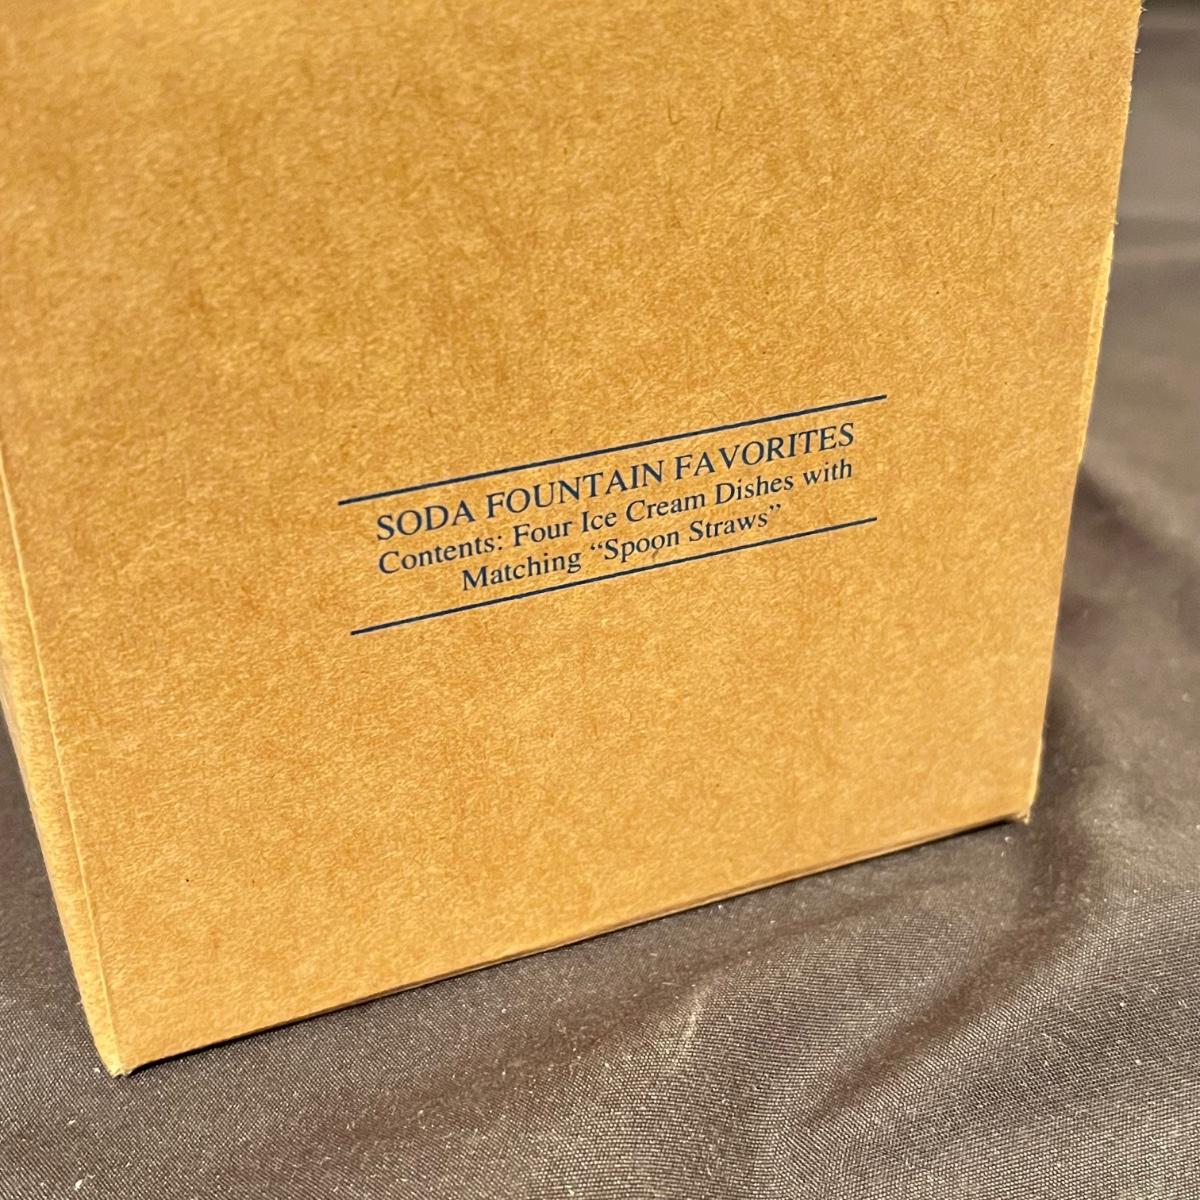 SODA FOUNTAIN FAVORITES
Contents: Four Ice Cream Dishes with
Matching “Spoon Straws”